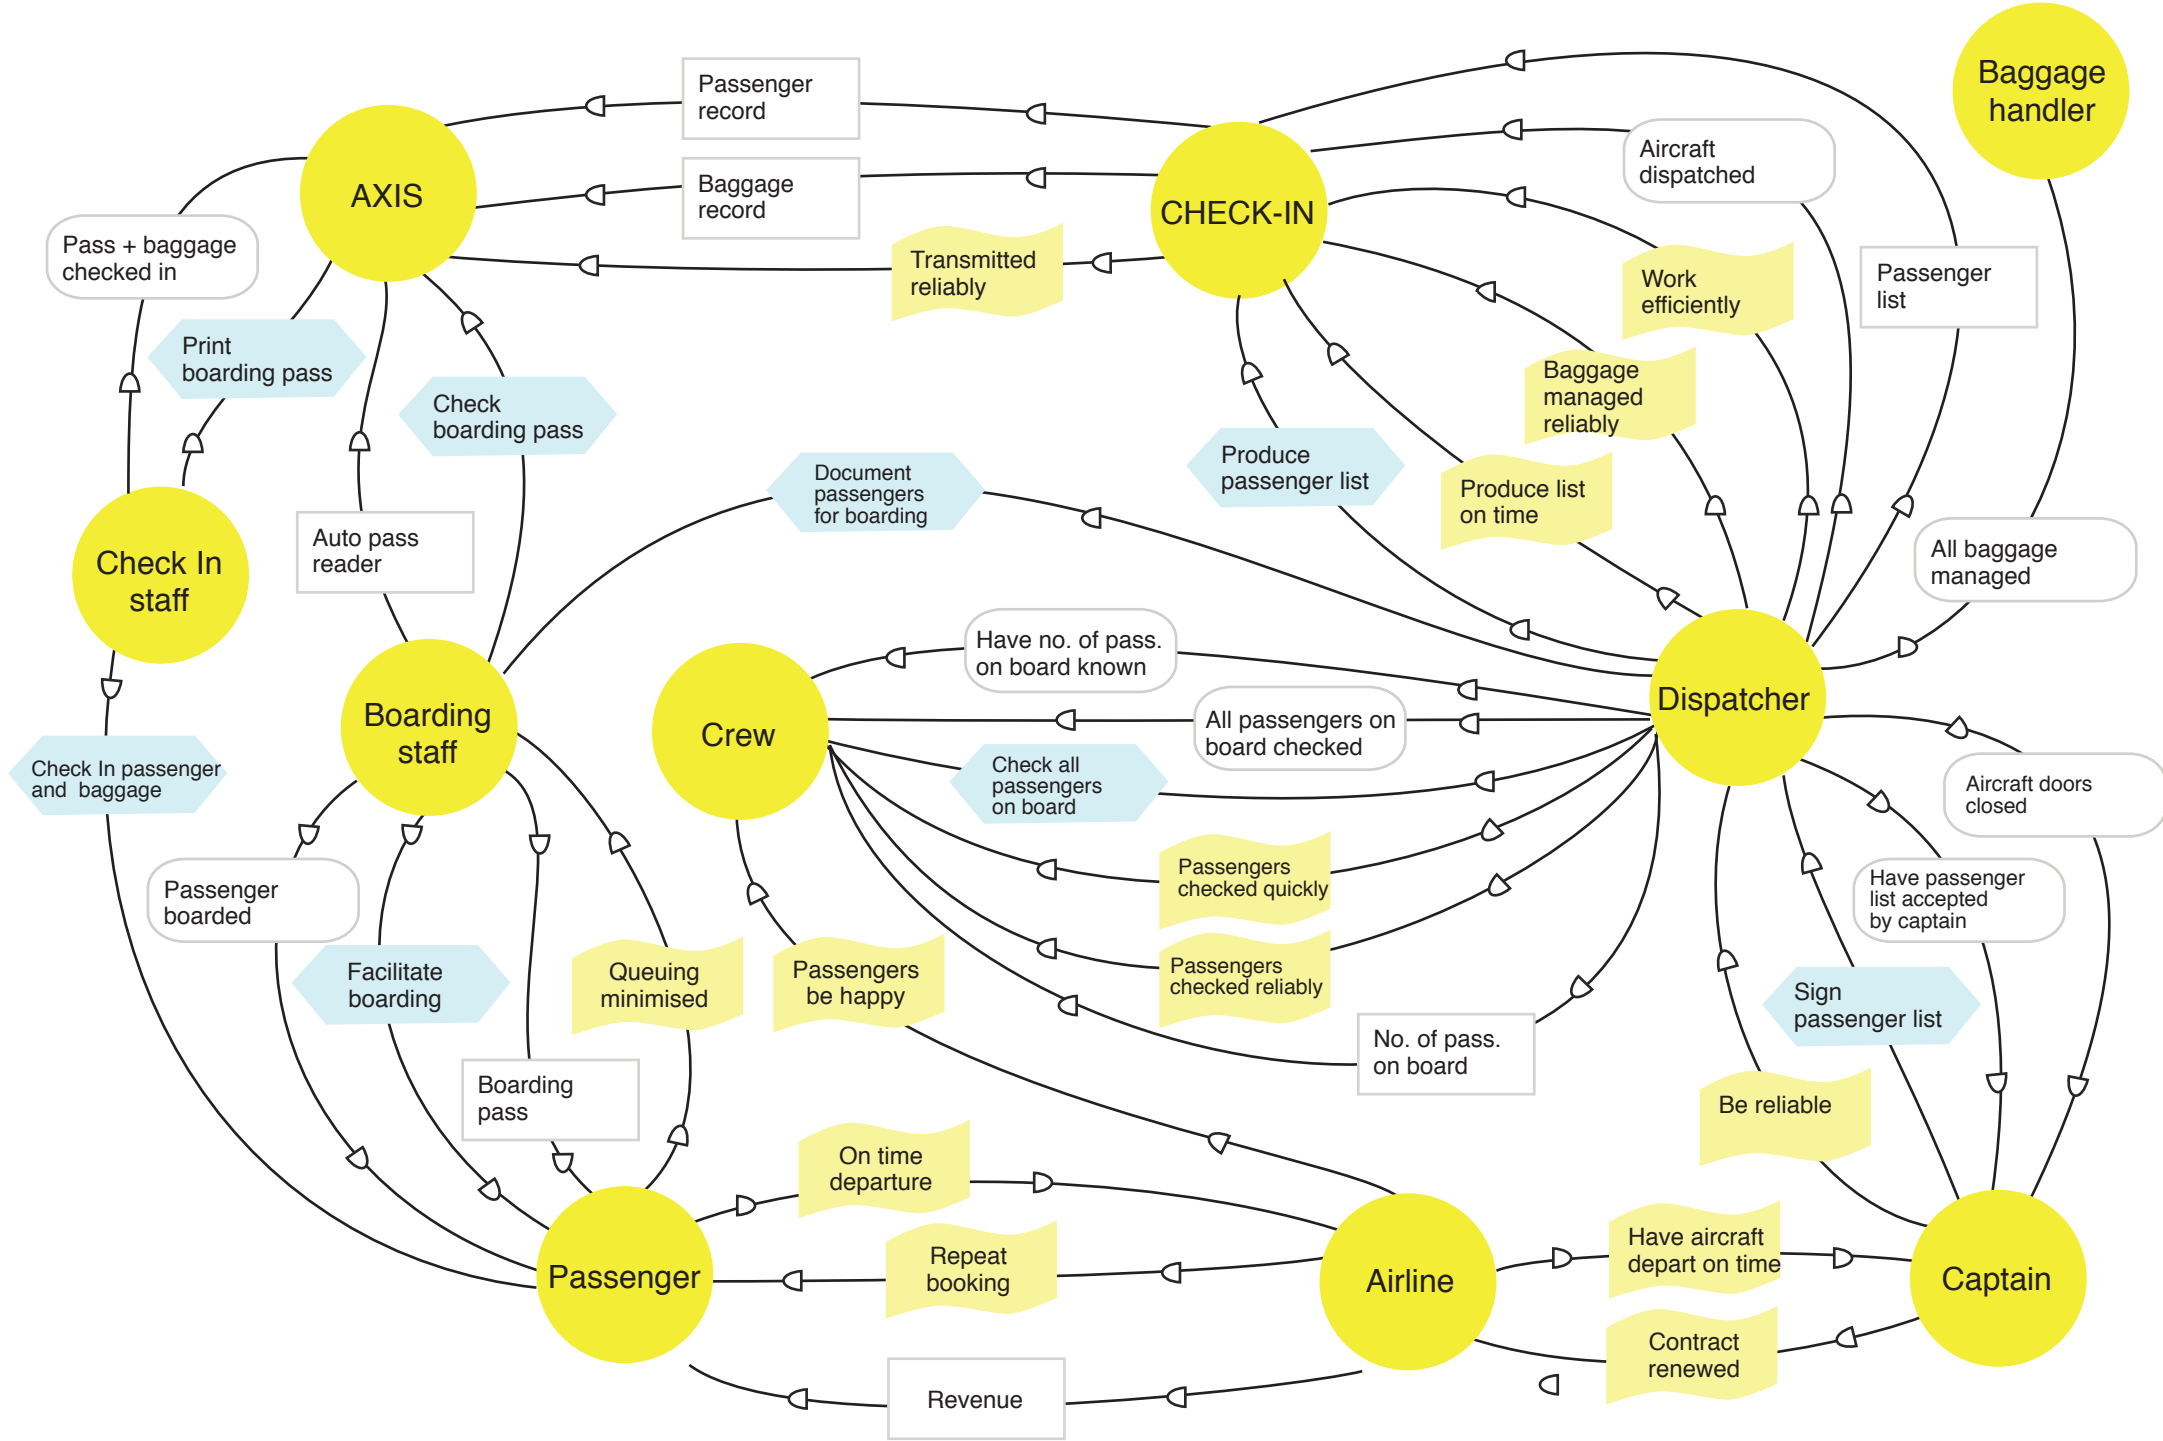 Passenger
record
Baggage
handler
Aircraft
dispatched
AXIS
Baggage
record
CHECK-IN
Pass + baggage
checked in
Transmitted
reliably
Work
efficiently
Passenger
list
Print
boarding pass
Check
boarding pass
Baggage
managed
reliably
Produce
passenger list
Document
passengers
for boarding
Produce list
on time
Auto pass
reader
All baggage
managed
Check In
staff
Have no. of pass.
on board known
Dispatcher
Boarding
staff
Crew
All passengers on
board checked
Check In passenger
and baggage
Check all
passengers
on board
Aircraft doors
closed
Passenger
boarded
Passengers
checked quickly
Have passenger
list accepted
by captain
Facilitate
boarding
Queuing
minimised
Passengers
be happy
Passengers
checked reliably
Sign
passenger list
No. of pass.
on board
Boarding
pass
Be reliable
On time
departure
Passenger
Repeat
booking
Airline
Have aircraft
depart on time
Captain
Contract
renewed
Revenue